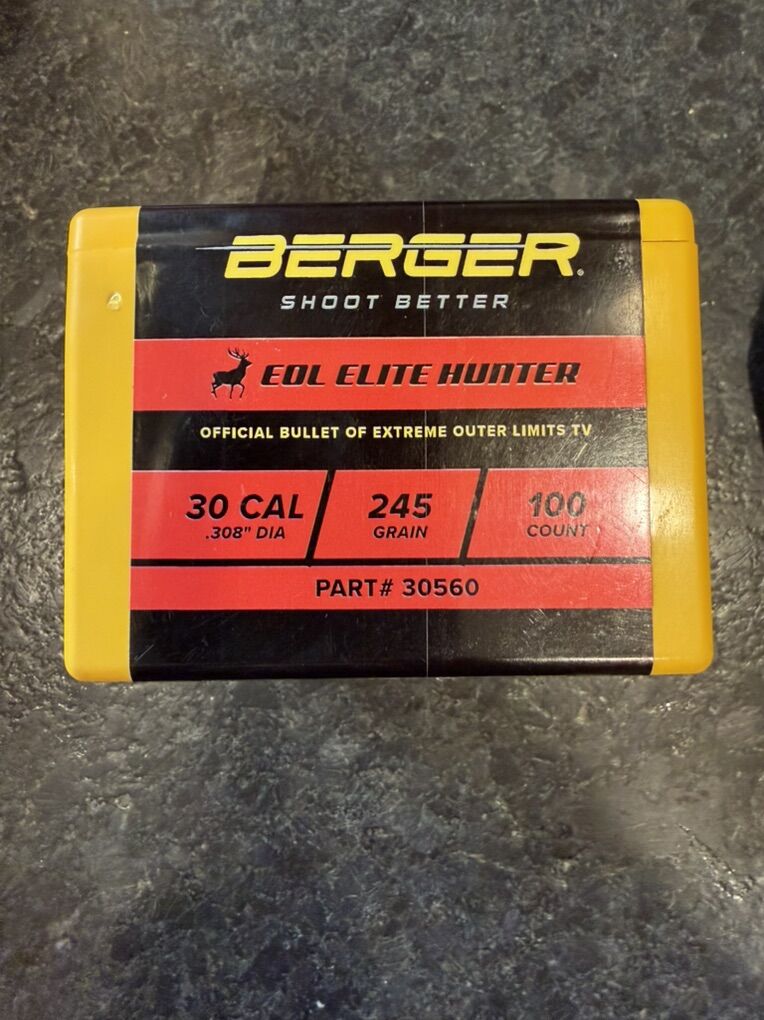 BERGER®
SHOOT BETTER
EOL ELITE HUNTER
OFFICIAL BULLET OF EXTREME OUTER LIMITS TV
30 CAL 245 100
.308" DIA GRAIN COUNT
PART# 30560